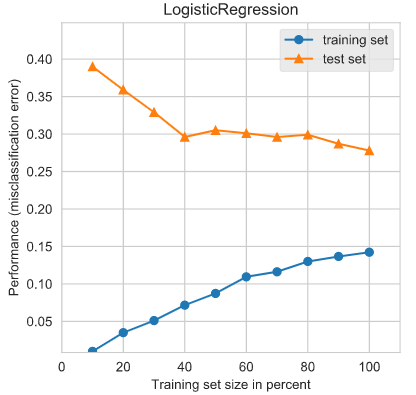 LogisticRegression
training set
test set
Performance (misclassification error)
0.40
0.35
0.30
0.25
0.20
0.15
0.10
0.05
0 20 40 60 80 100
Training set size in percent